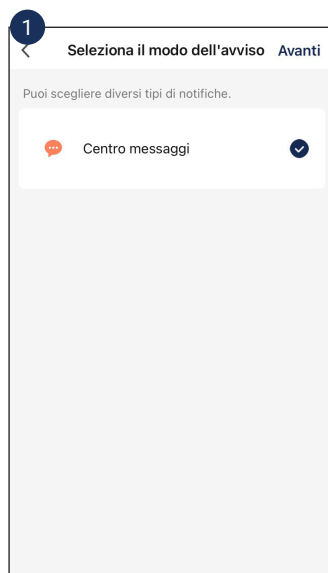 1
Seleziona il modo dell'avviso Avanti
Puoi scegliere diversi tipi di notifiche.
Centro messaggi